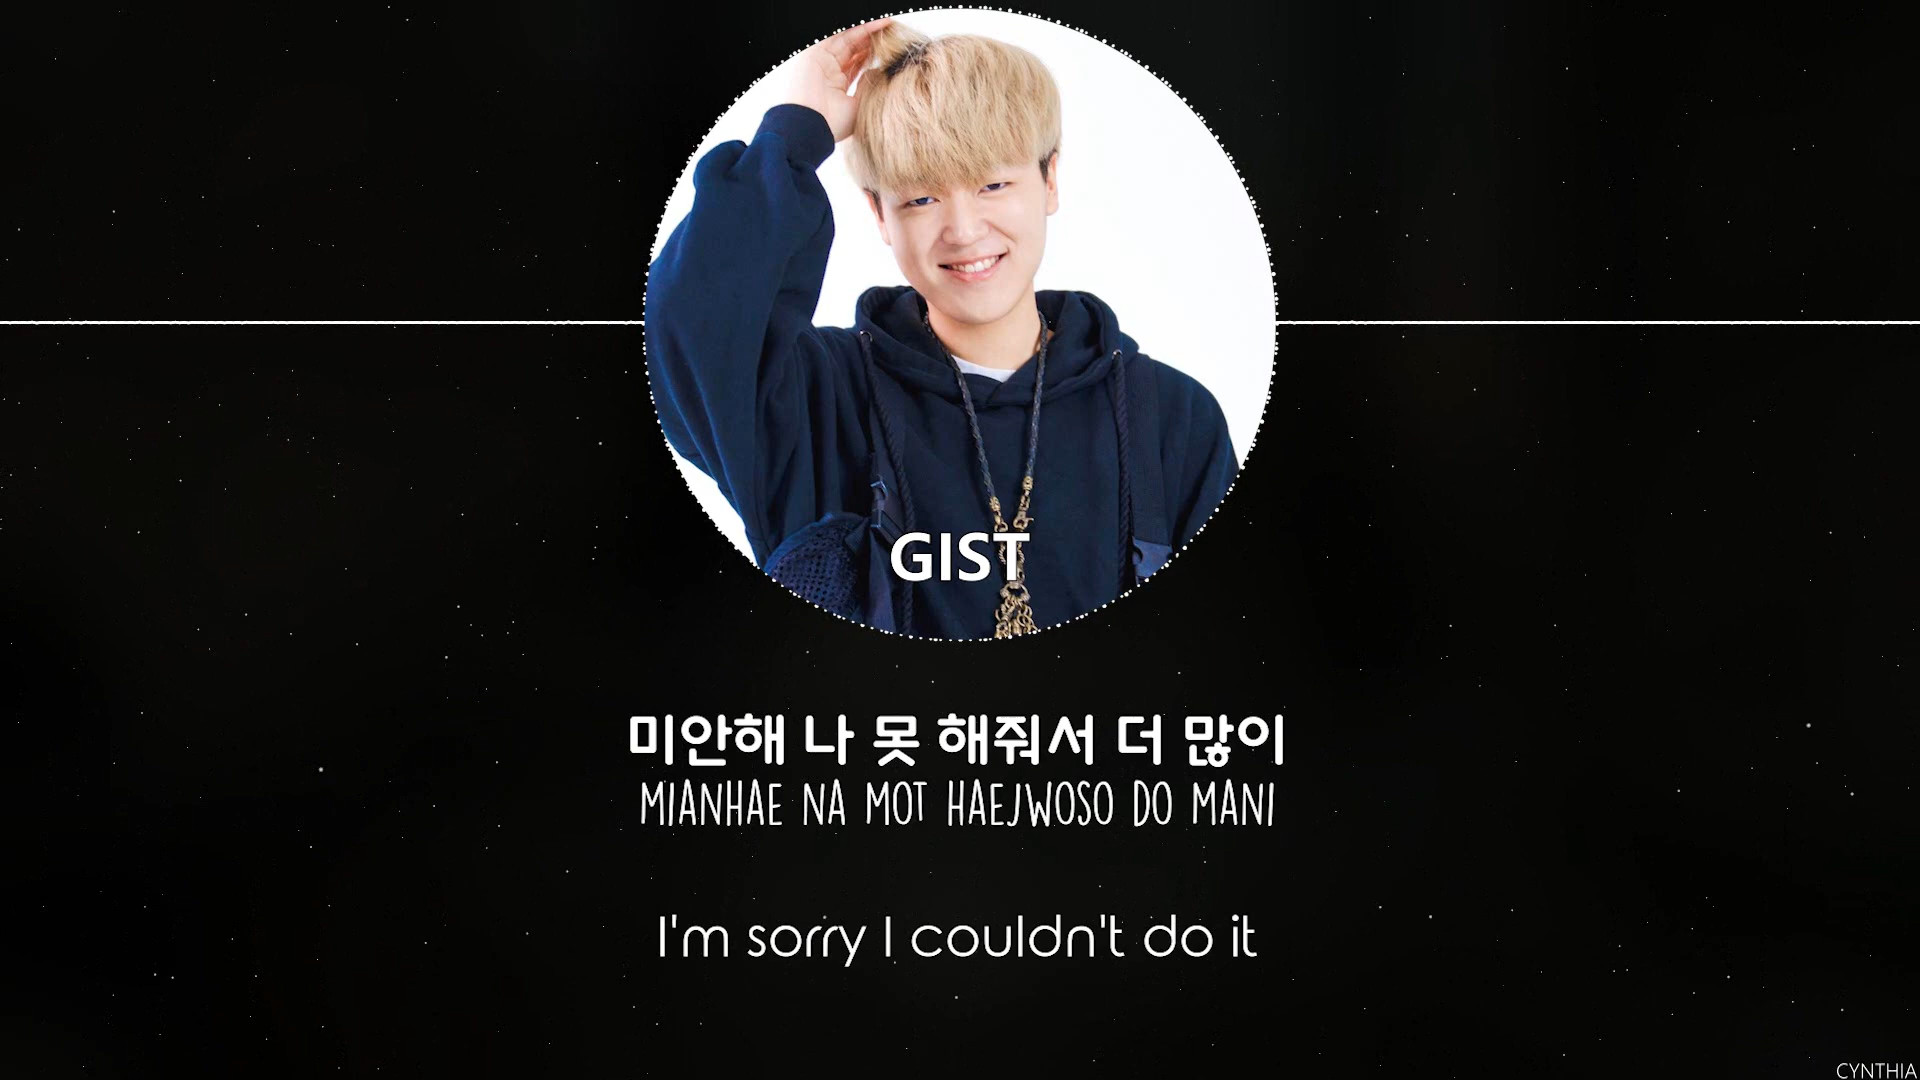 GIST
미안해 나 못 해줘서 더 많이
MIANHAE NA MOT HAEJWOSO DO MANI
I'm sorry I couldn't do it
CYNTHIA